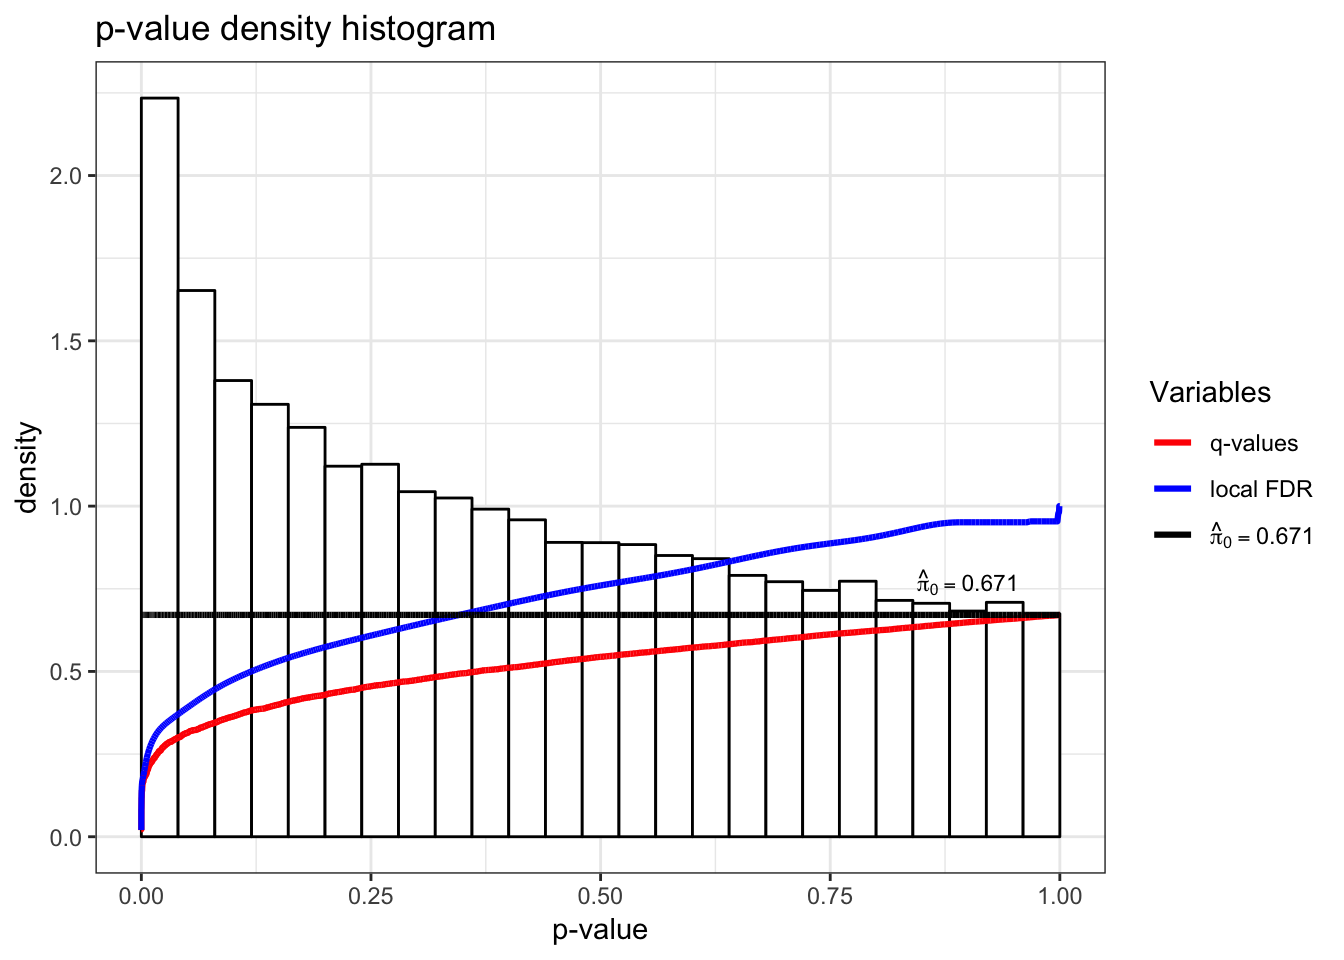 p-value density histogram
density
2.0
1.5
1.0
0.5
0.0
π̂₀ = 0.671
0.00 0.25 0.50 0.75 1.00
p-value
Variables
q-values
local FDR
π̂₀ = 0.671